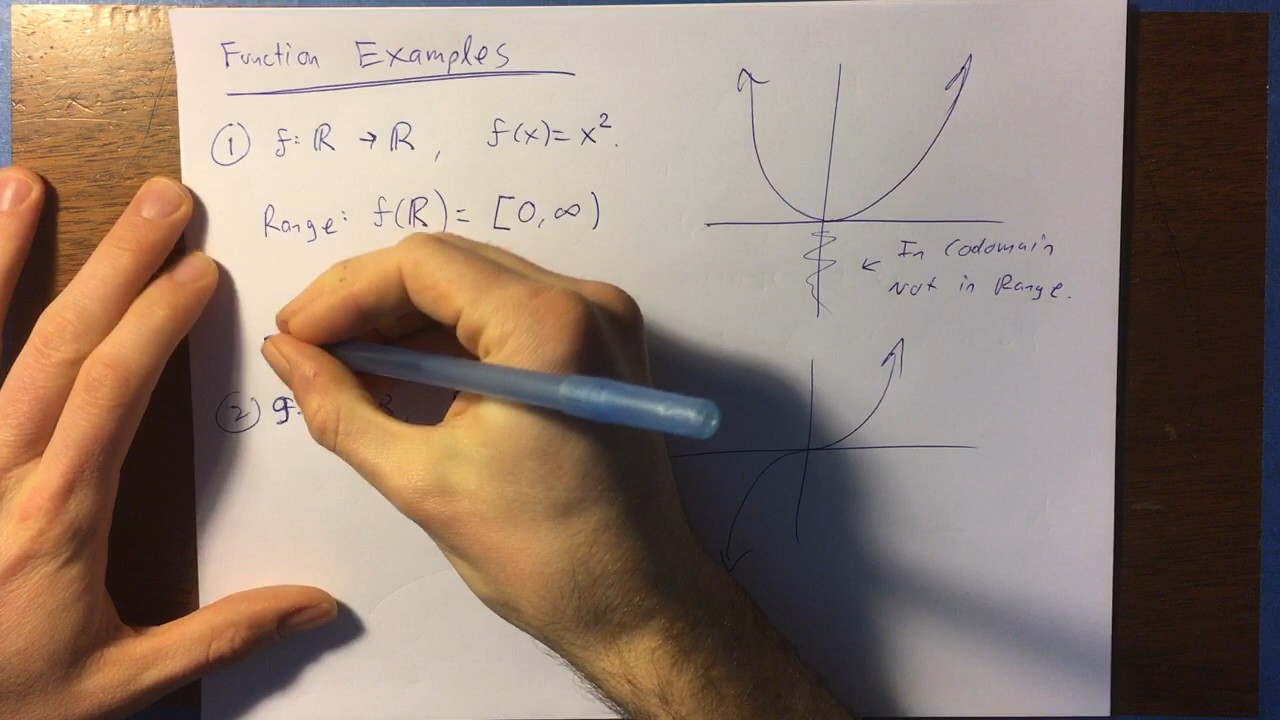 Function Examples
① f: ℝ → ℝ, f(x) = x².
Range: f(ℝ) = [0, ∞)
← In Codomain
Not in Range.
② g: